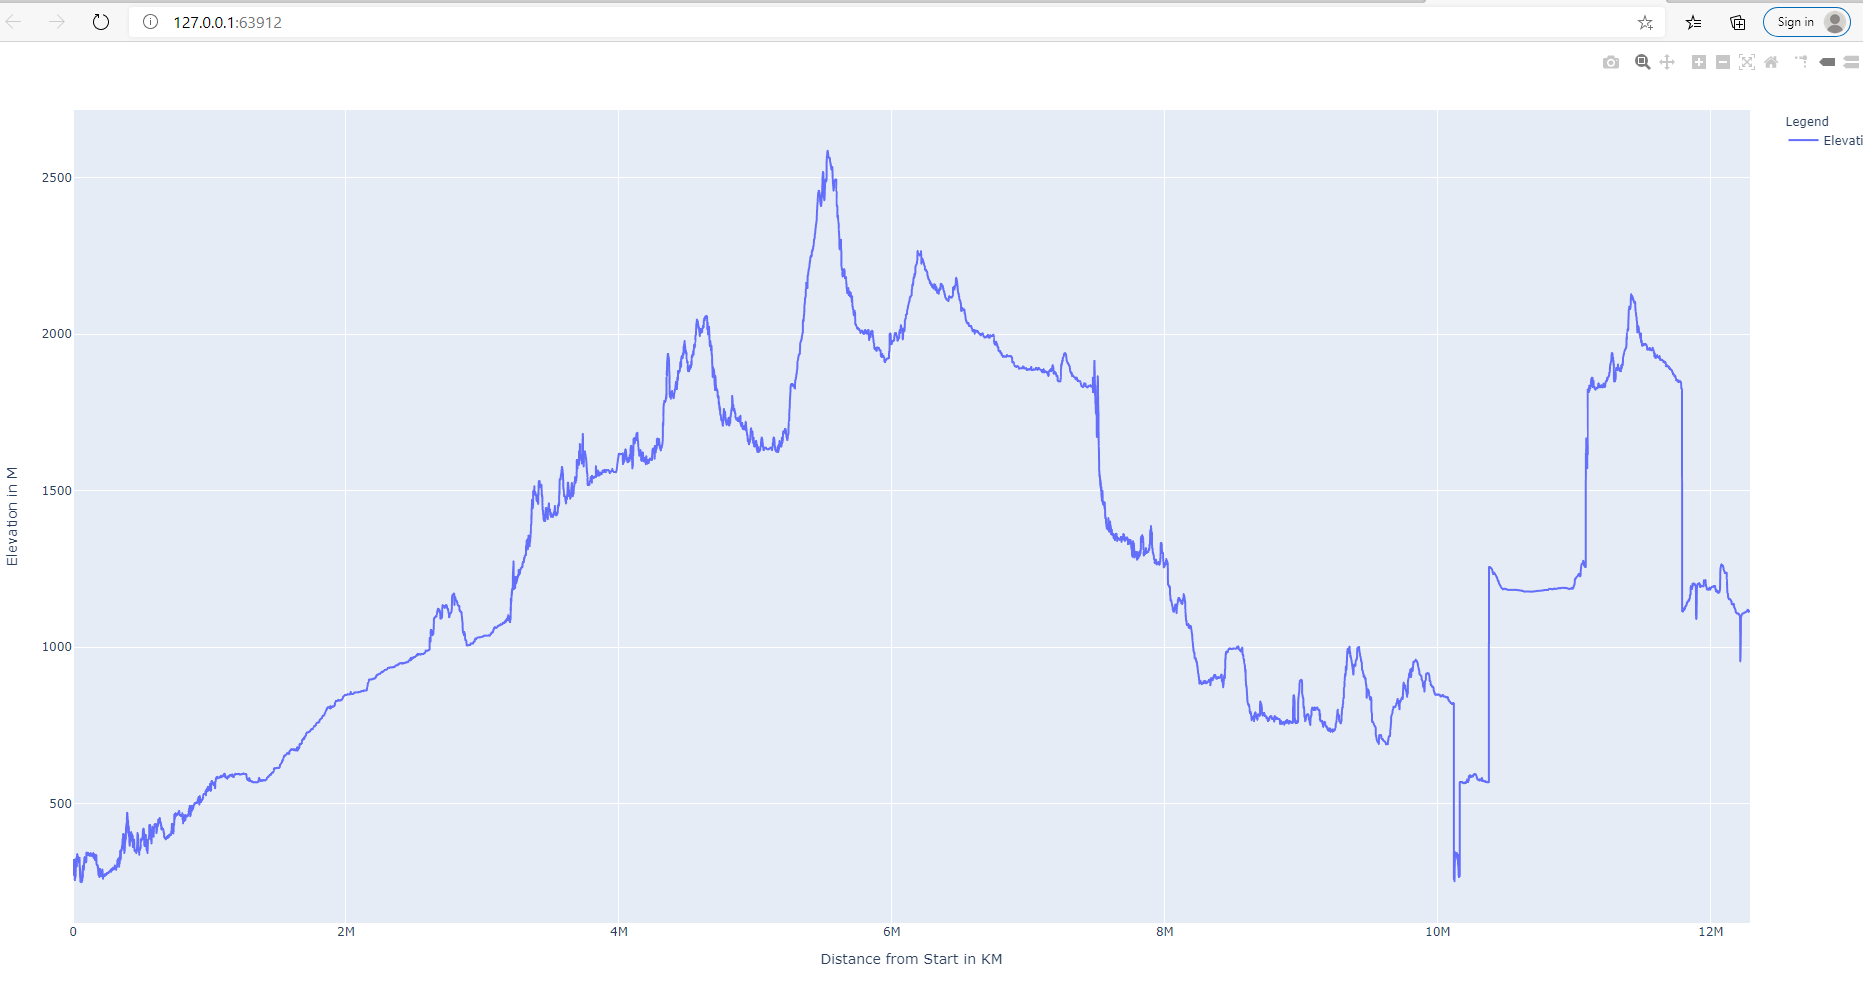 127.0.0.1:63912
Sign in
Legend
Elevati
2500
2000
1500
1000
500
Elevation in M
0 2M 4M 6M 8M 10M 12M
Distance from Start in KM